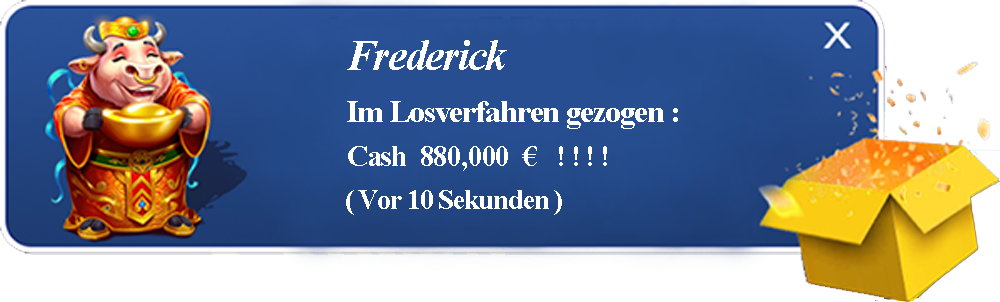 X
Frederick
Im Losverfahren gezogen :
Cash 880,000 € ! ! ! !
( Vor 10 Sekunden )